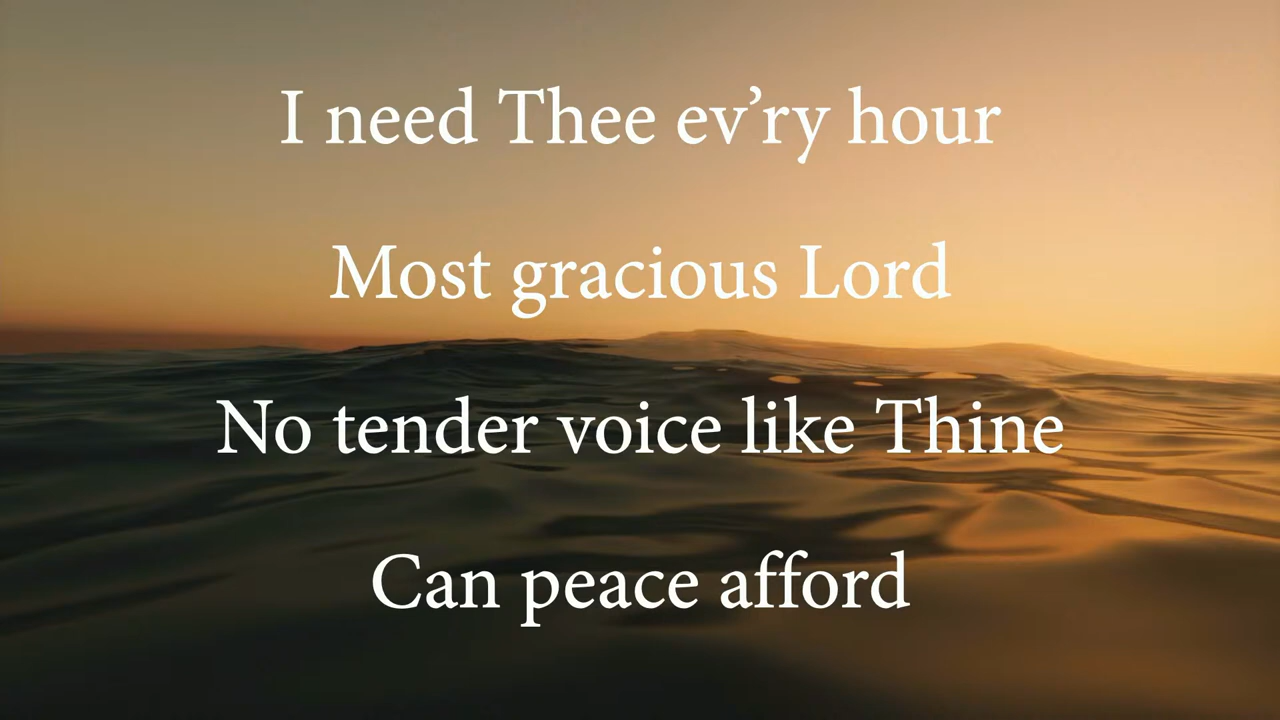 I need Thee ev’ry hour
Most gracious Lord
No tender voice like Thine
Can peace afford